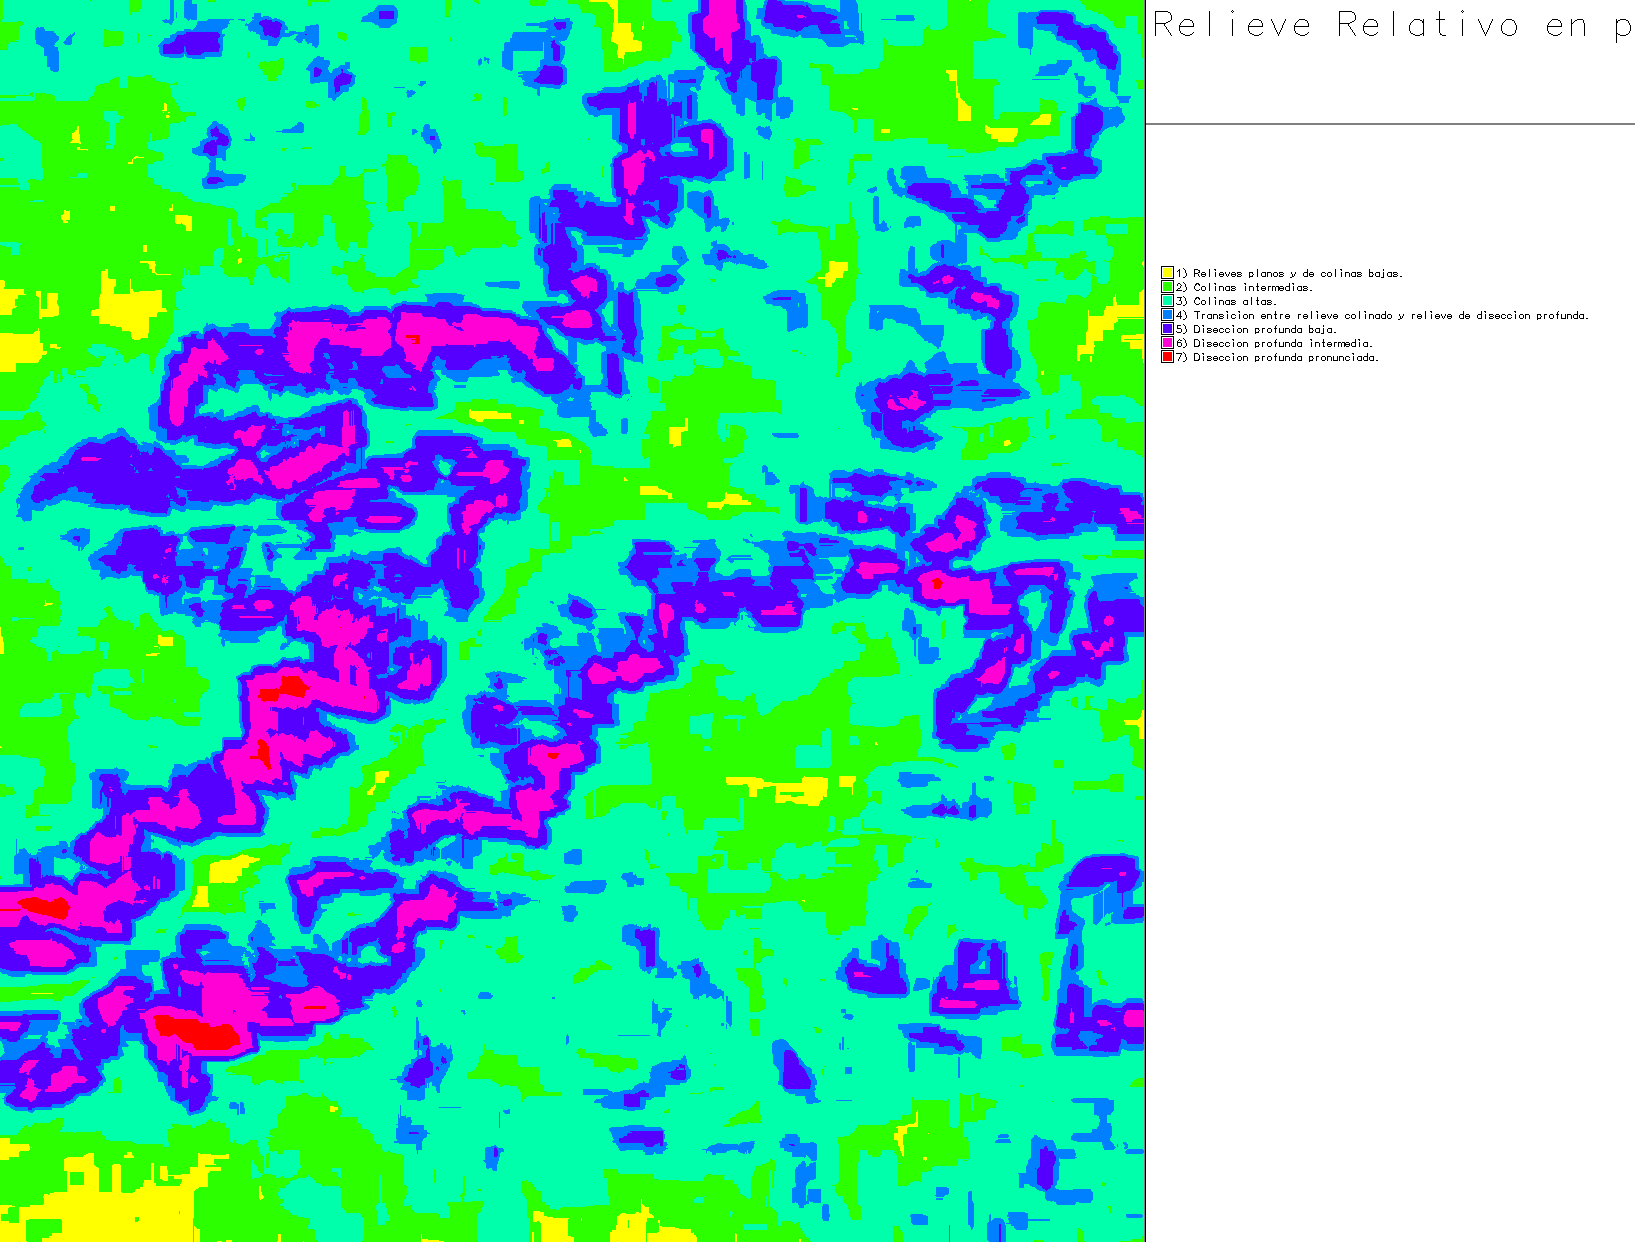 Relieve Relativo en p
1) Relieves planos y de colinas bajas.
2) Colinas intermedias.
3) Colinas altas.
4) Transicion entre relieve colinado y relieve de diseccion profunda.
5) Diseccion profunda baja.
6) Diseccion profunda intermedia.
7) Diseccion profunda pronunciada.